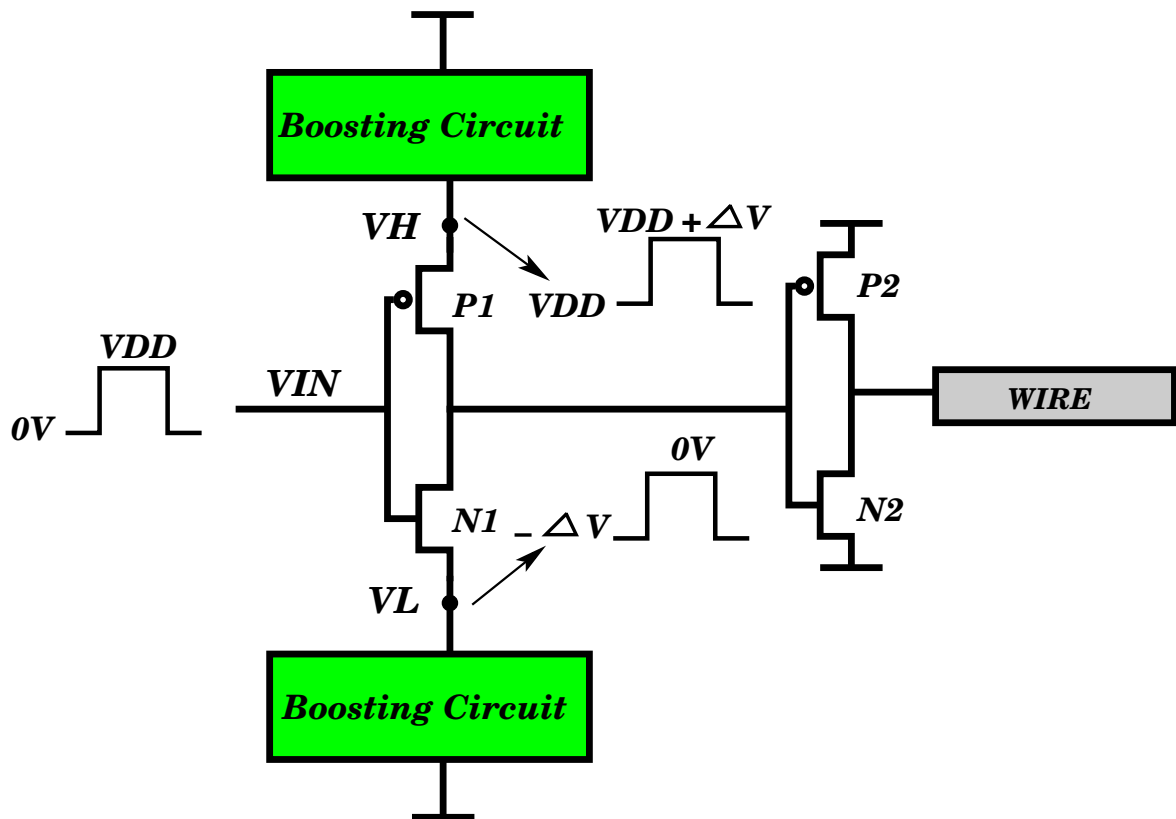 Boosting Circuit
VH
VDD + △V
P1
VDD
P2
VDD
VIN
0V
WIRE
0V
N1
– △V
N2
VL
Boosting Circuit